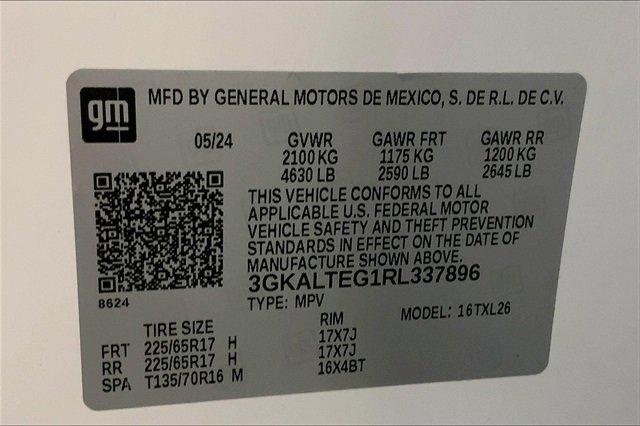 gm
MFD BY GENERAL MOTORS DE MEXICO, S. DE R.L. DE C.V.
05/24 GVWR GAWR FRT GAWR RR
2100 KG 1175 KG 1200 KG
4630 LB 2590 LB 2645 LB
THIS VEHICLE CONFORMS TO ALL
APPLICABLE U.S. FEDERAL MOTOR
VEHICLE SAFETY AND THEFT PREVENTION
STANDARDS IN EFFECT ON THE DATE OF
MANUFACTURE SHOWN ABOVE.
3GKALTEG1RL337896
8624
TYPE: MPV MODEL: 16TXL26
TIRE SIZE RIM
FRT 225/65R17 H 17X7J
RR 225/65R17 H 17X7J
SPA T135/70R16 M 16X4BT